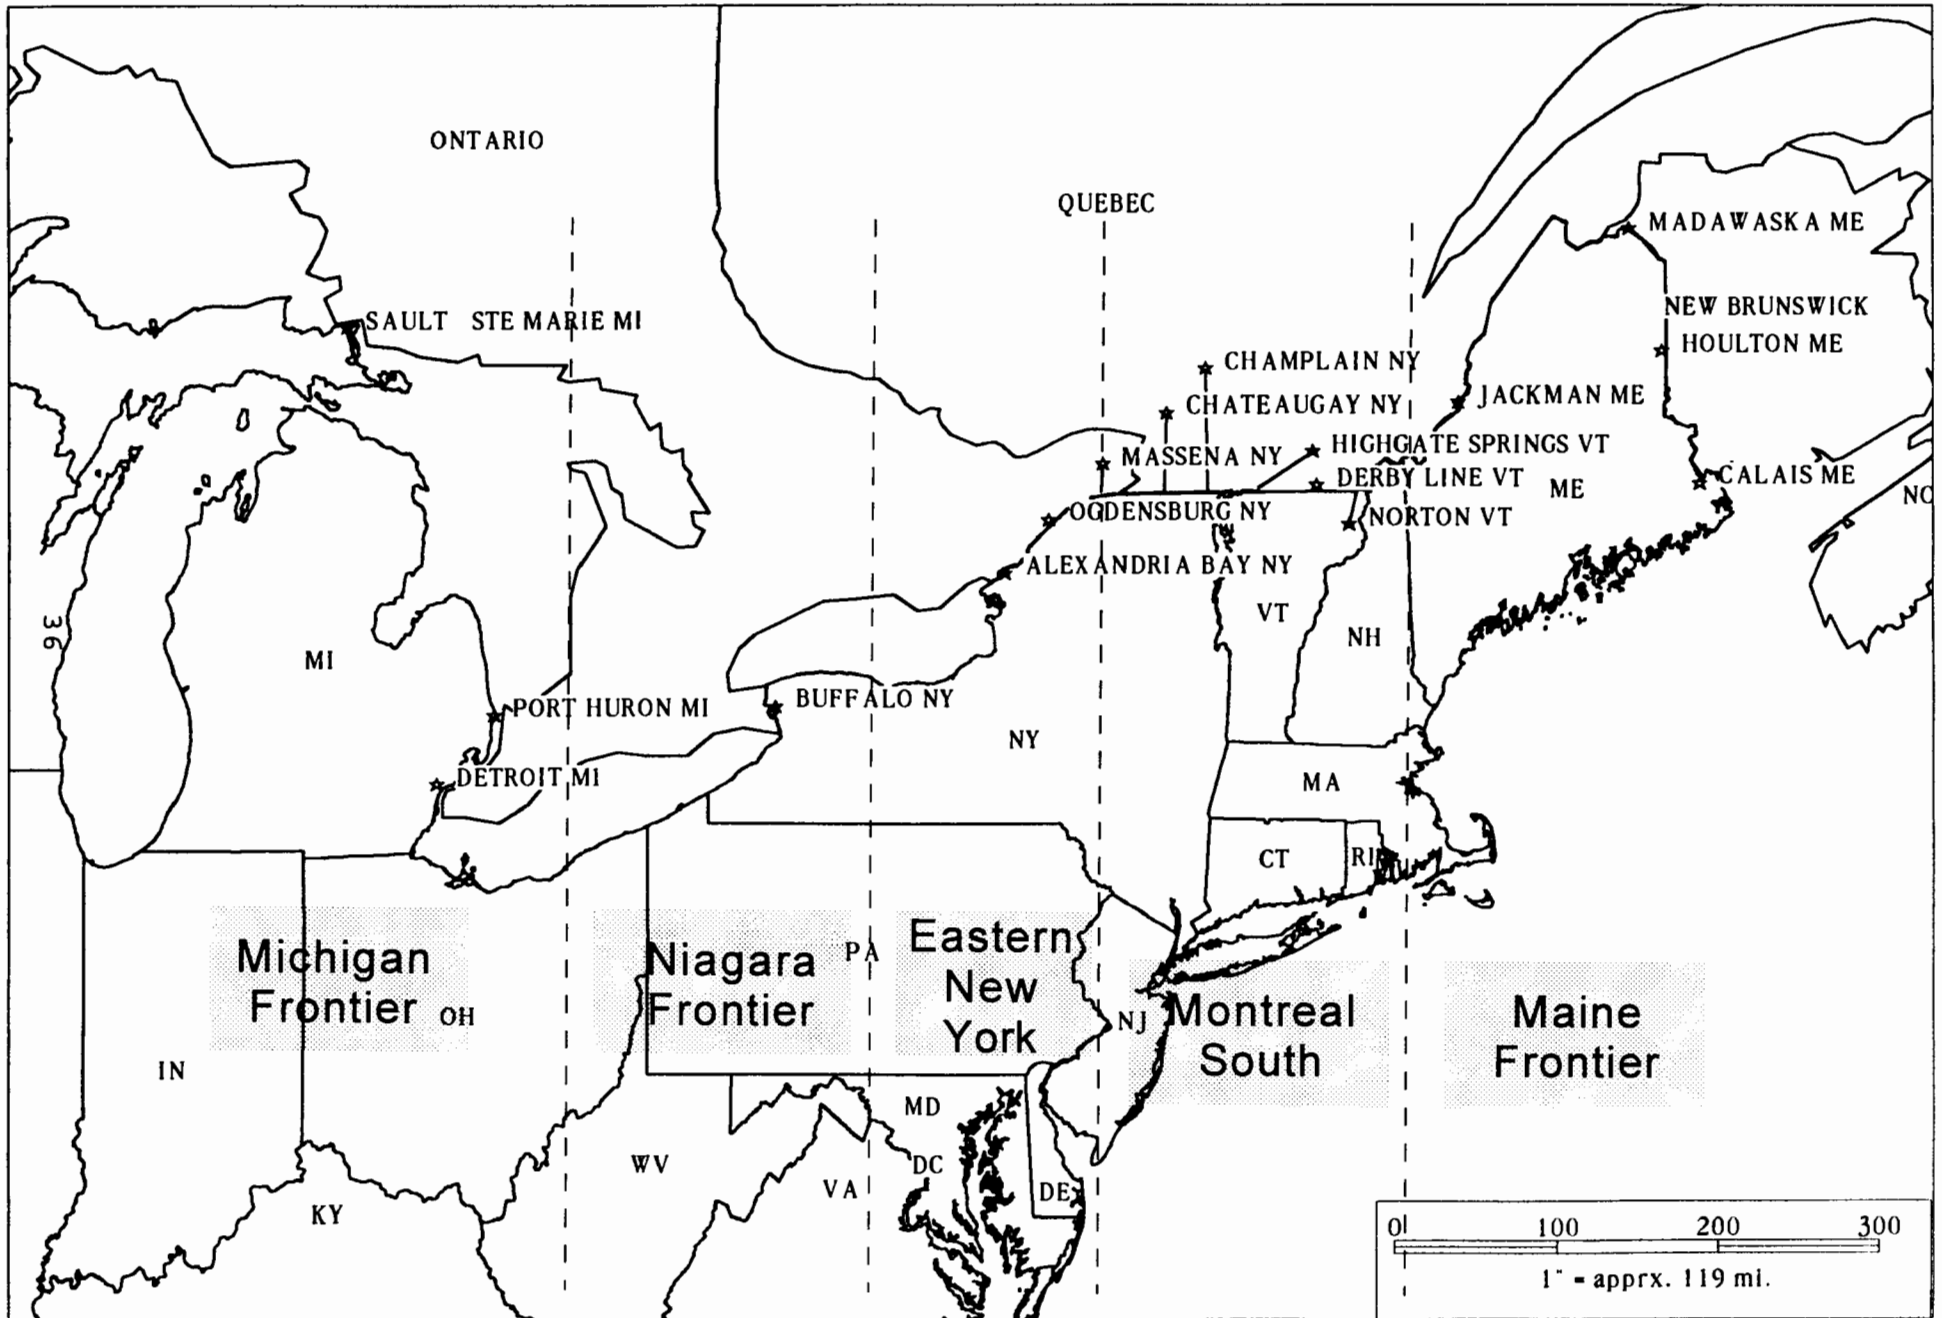 ONTARIO
QUEBEC
MADAWASKA ME
NEW BRUNSWICK
SAULT STE MARIE MI
HOULTON ME
CHAMPLAIN NY
JACKMAN ME
CHATEAUGAY NY
HIGHGATE SPRINGS VT
MASSENA NY
DERBY LINE VT
ME
CALAIS ME
NO
OGDENSBURG NY
NORTON VT
ALEXANDRIA BAY NY
VT
NH
36
MI
BUFFALO NY
PORT HURON MI
NY
DETROIT MI
MA
CT
RI
PA
Michigan
Frontier
Niagara
Frontier
Eastern
New
York
Montreal
South
Maine
Frontier
OH
NJ
IN
MD
WV
DC
VA
DE
KY
0 100 200 300
1" = apprx. 119 mi.